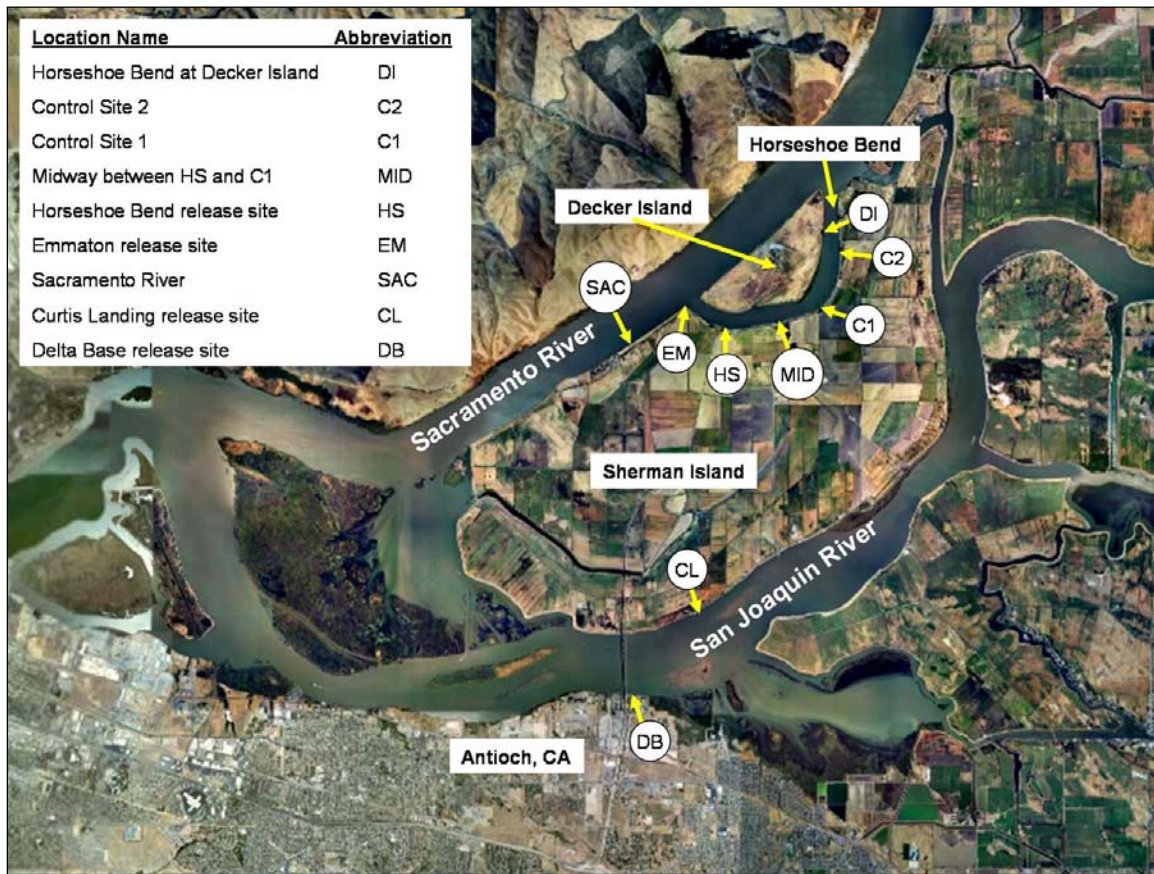 Location Name Abbreviation
Horseshoe Bend at Decker Island DI
Control Site 2 C2
Control Site 1 C1
Midway between HS and C1 MID
Horseshoe Bend release site HS
Emmaton release site EM
Sacramento River SAC
Curtis Landing release site CL
Delta Base release site DB
Horseshoe Bend
Decker Island
DI
C2
SAC
C1
EM
HS
MID
Sacramento River
Sherman Island
CL
San Joaquin River
DB
Antioch, CA